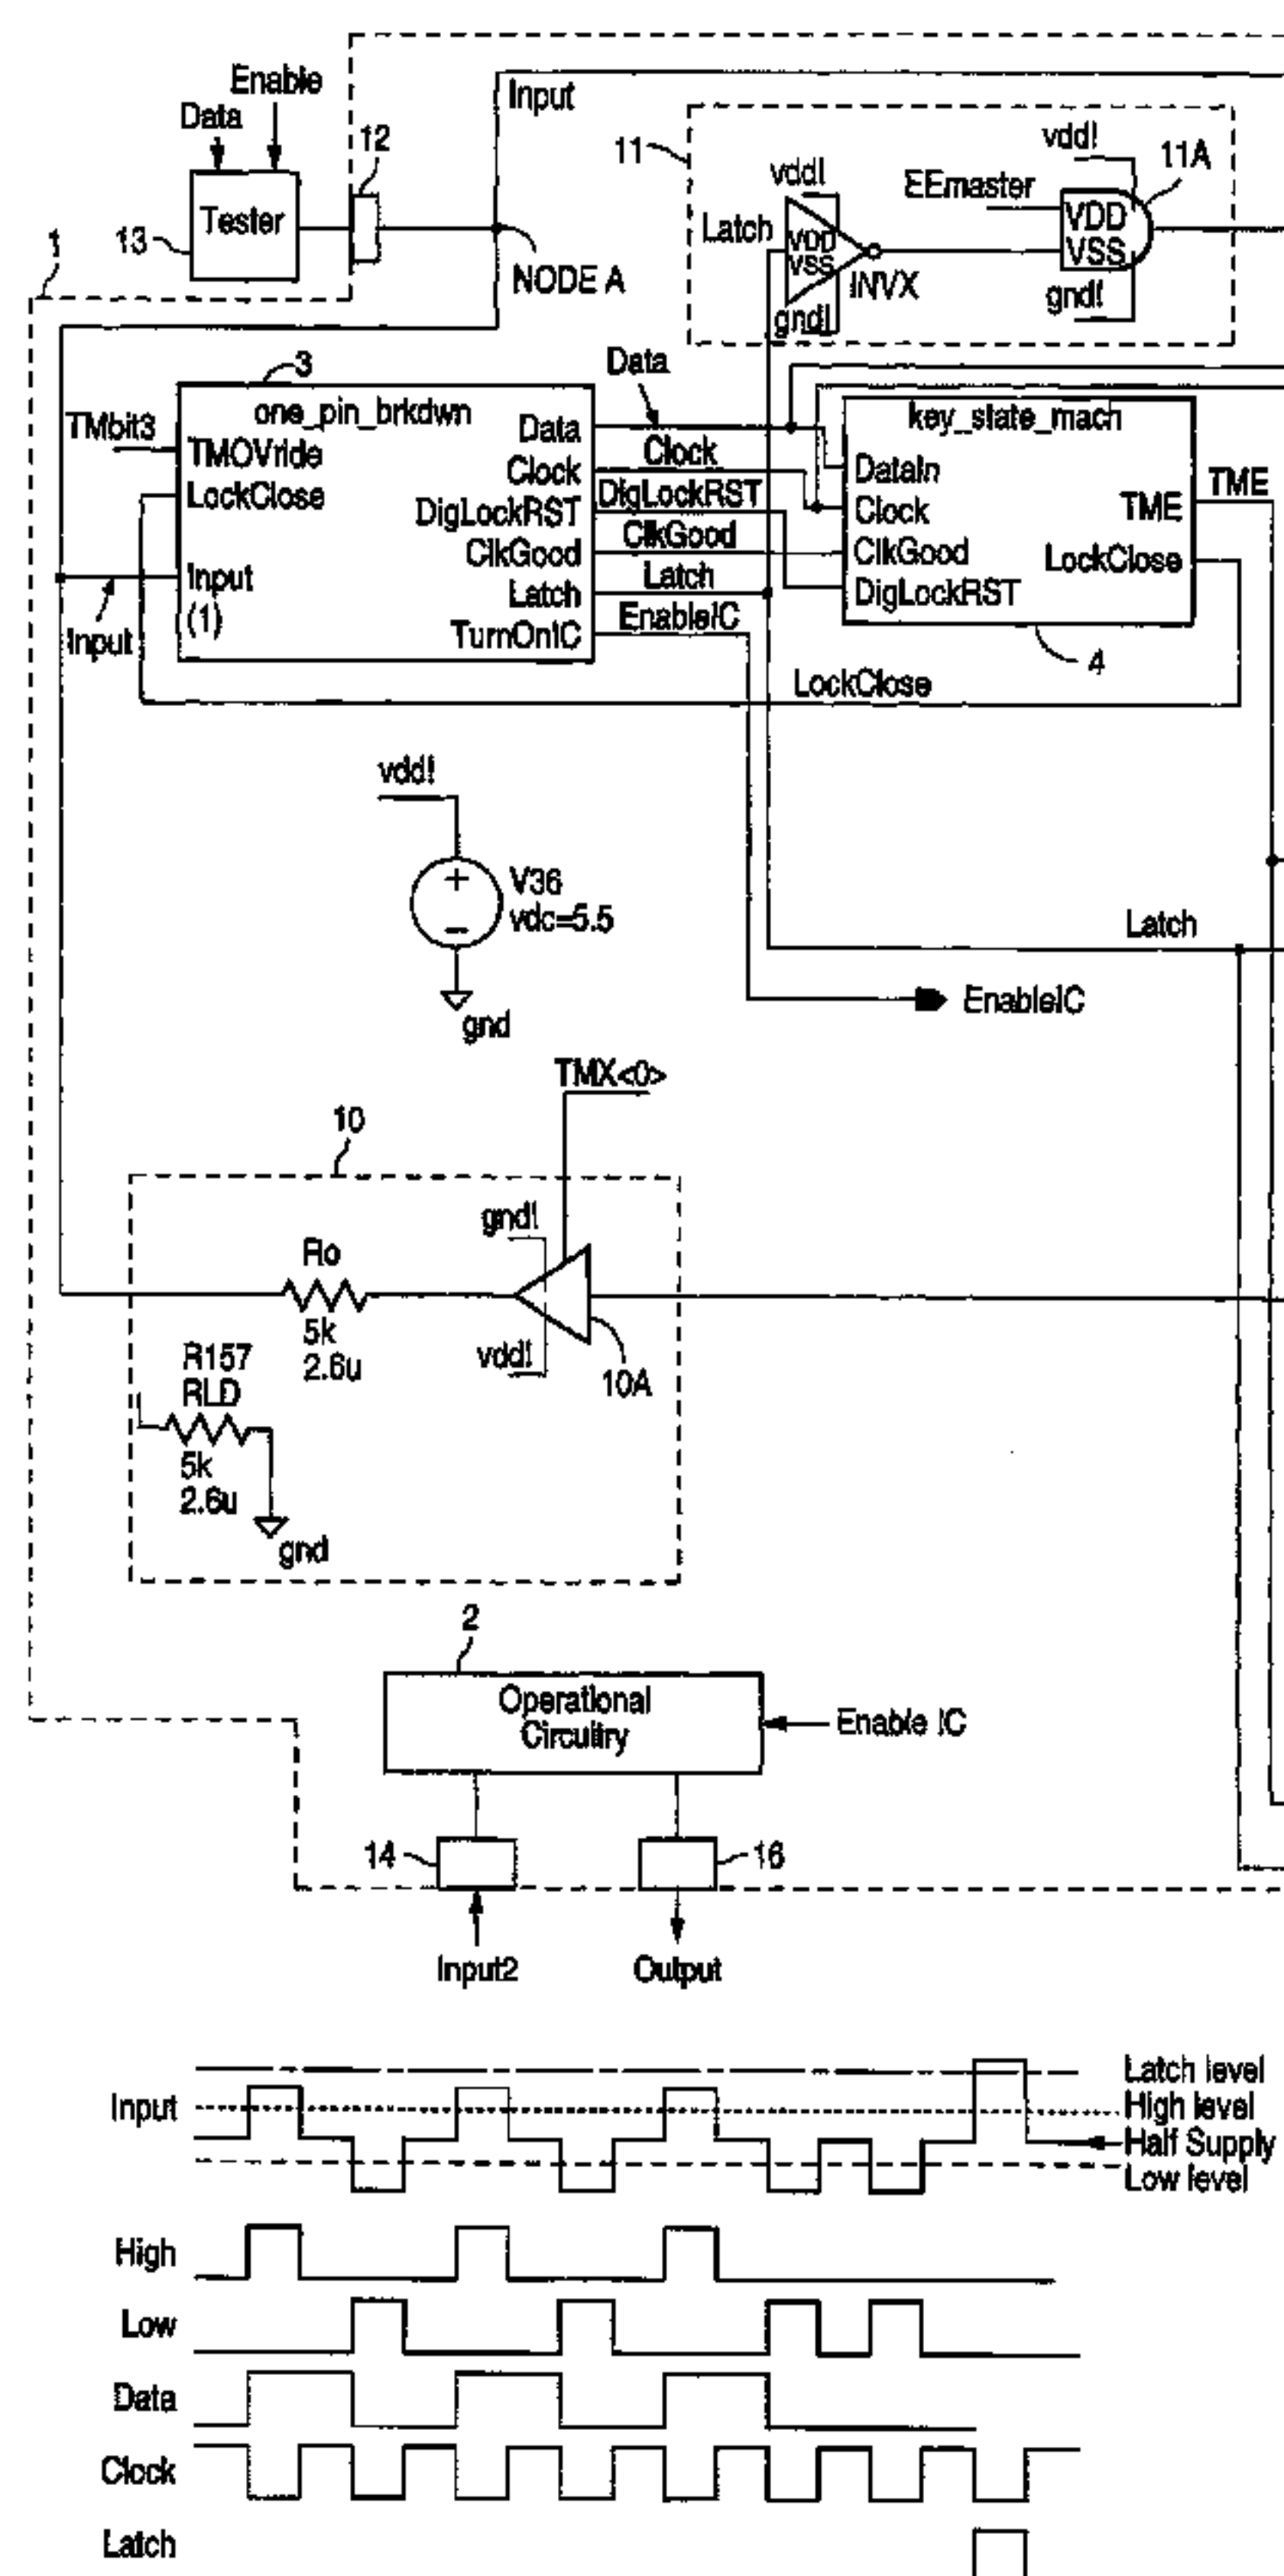 Enable
Data
Input
12
11
vdd!
11A
vdd!
EEmaster
Tester
Latch
VDD
VSS
VDD
VSS
13
1
NODE A
INVX
gnd!
gnd!
3
Data
one_pin_brkdwn
key_state_mach
TMbit3
TMOVride
Data
Clock
DataIn
TME
LockClose
Clock
DigLockRST
Clock
TME
DigLockRST
ClkGood
ClkGood
LockClose
Input
Latch
Latch
DigLockRST
(1)
EnableIC
Input
TurnOnIC
4
LockClose
vdd!
+
V36
vdc=5.5
−
Latch
EnableIC
gnd
TMX<0>
10
gnd!
Ro
5k
2.6u
vdd!
10A
R157
RLD
5k
2.6u
gnd
2
Operational
Circuitry
Enable IC
14
16
Input2
Output
Latch level
Input
High level
Half Supply
Low level
High
Low
Data
Clock
Latch